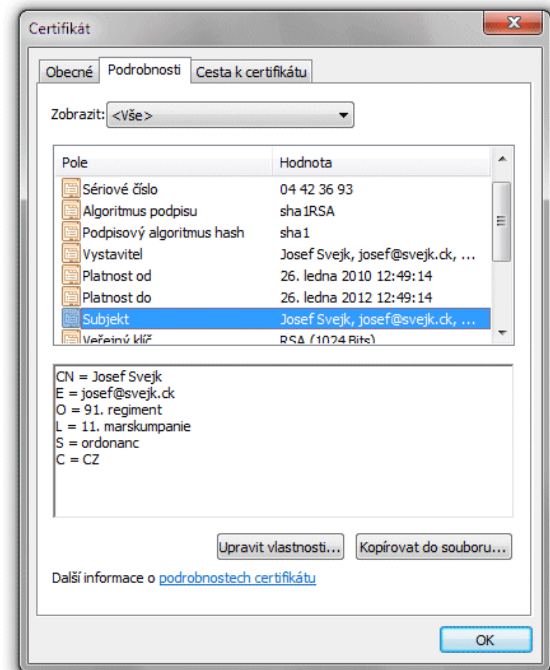 Certifikát
Obecné Podrobnosti Cesta k certifikátu
Zobrazit: <Vše>
Pole Hodnota
Sériové číslo 04 42 36 93
Algoritmus podpisu sha1RSA
Podpisový algoritmus hash sha1
Vystavitel Josef Svejk, josef@svejk.ck, ...
Platnost od 26. ledna 2010 12:49:14
Platnost do 26. ledna 2012 12:49:14
Subjekt Josef Svejk, josef@svejk.ck, ...
Veřejný klíč RSA (1024 Bits)
CN = Josef Svejk
E = josef@svejk.ck
O = 91. regiment
L = 11. marskumpanie
S = ordonanc
C = CZ
Upravit vlastnosti... Kopírovat do souboru...
Další informace o podrobnostech certifikátu
OK